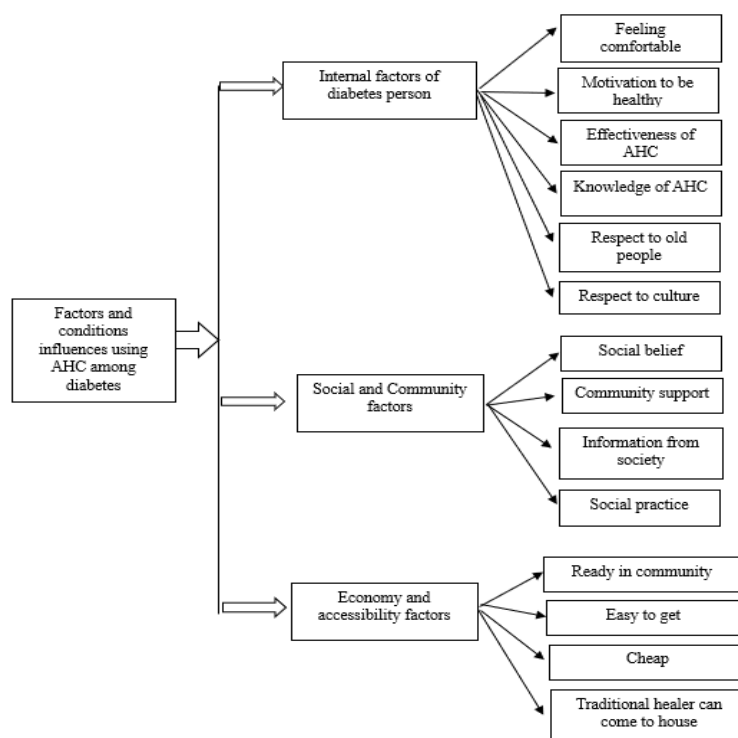 Factors and
conditions
influences using
AHC among
diabetes
Internal factors of
diabetes person
Feeling
comfortable
Motivation to be
healthy
Effectiveness of
AHC
Knowledge of AHC
Respect to old
people
Respect to culture
Social and Community
factors
Social belief
Community support
Information from
society
Social practice
Economy and
accessibility factors
Ready in community
Easy to get
Cheap
Traditional healer can
come to house